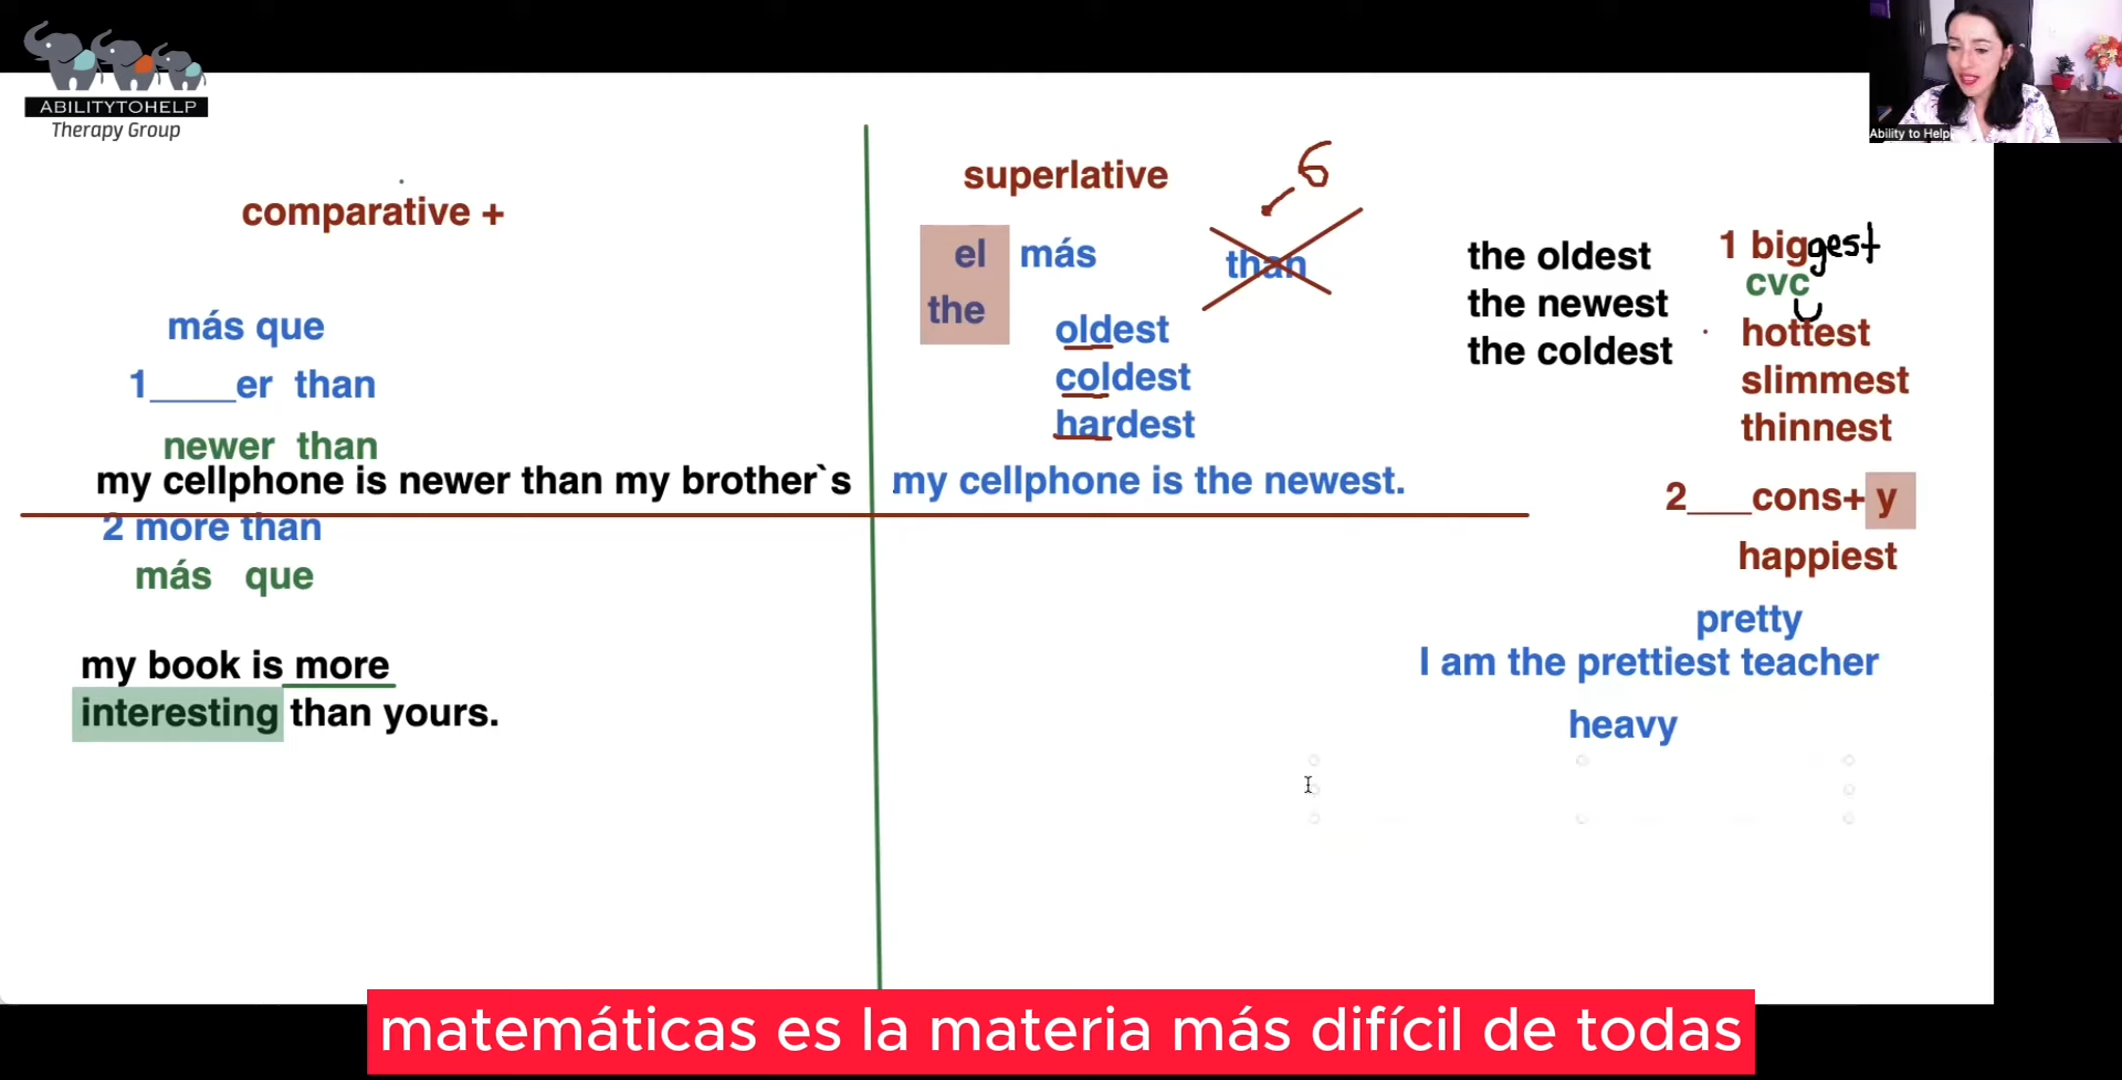 ABILITYTOHELP
Therapy Group
Ability to Help
comparative +
más que
1____er than
newer than
my cellphone is newer than my brother`s
2 more than
más que
my book is more
interesting than yours.
superlative
el más
the
than
oldest
coldest
hardest
my cellphone is the newest.
the oldest
the newest
the coldest
1 biggest
cvc
hottest
slimmest
thinnest
2___cons+ y
happiest
pretty
I am the prettiest teacher
heavy
matemáticas es la materia más difícil de todas